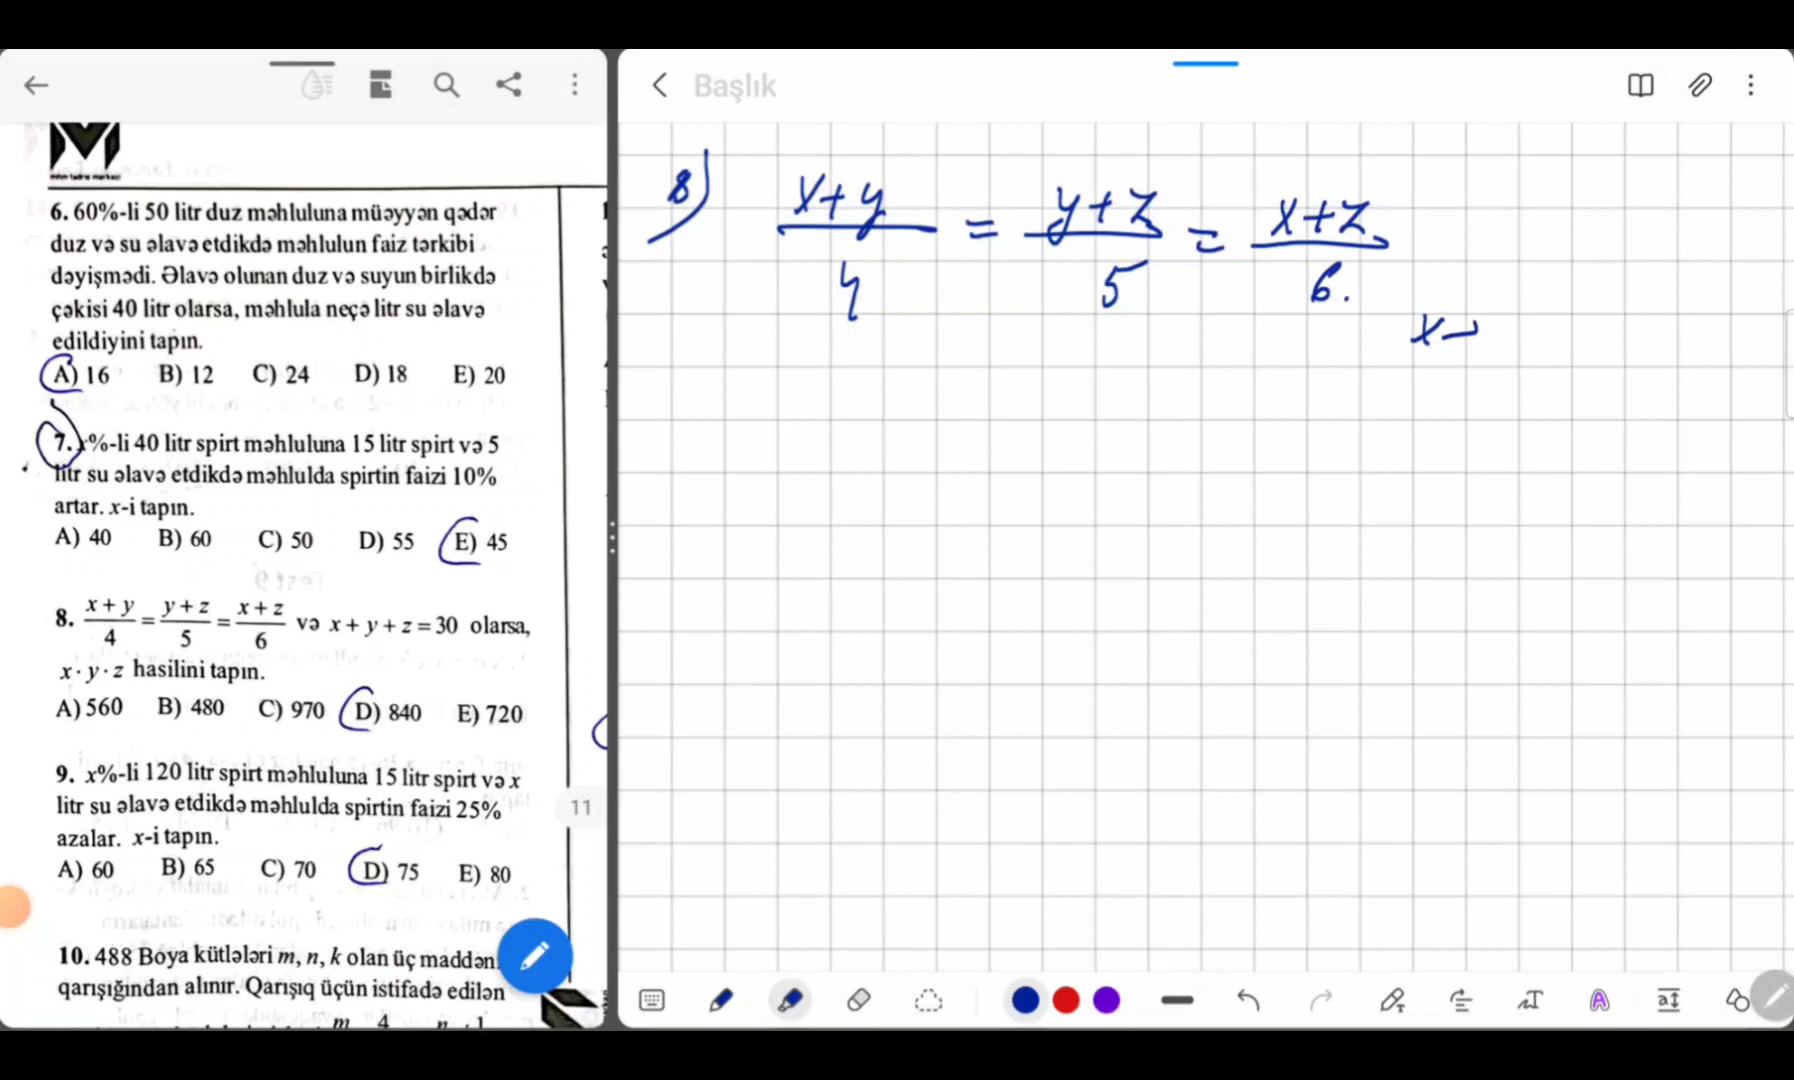 Başlık
6. 60%-li 50 litr duz məhluluna müəyyən qədər
duz və su əlavə etdikdə məhlulun faiz tərkibi
dəyişmədi. Əlavə olunan duz və suyun birlikdə
çəkisi 40 litr olarsa, məhlula neçə litr su əlavə
edildiyini tapın.
A) 16 B) 12 C) 24 D) 18 E) 20
7. x%-li 40 litr spirt məhluluna 15 litr spirt və 5
litr su əlavə etdikdə məhlulda spirtin faizi 10%
artar. x-i tapın.
A) 40 B) 60 C) 50 D) 55 E) 45
8. (x + y)/4 = (y + z)/5 = (x + z)/6 və x + y + z = 30 olarsa,
x · y · z hasilini tapın.
A) 560 B) 480 C) 970 D) 840 E) 720
9. x%-li 120 litr spirt məhluluna 15 litr spirt və x
litr su əlavə etdikdə məhlulda spirtin faizi 25%
azalar. x-i tapın.
A) 60 B) 65 C) 70 D) 75 E) 80
10. 488 Boya kütlələri m, n, k olan üç maddən
qarışığından alınır. Qarışıq üçün istifadə edilən
m 4 n 1
11
8) (x+y)/4 = (y+z)/5 = (x+z)/6.
x